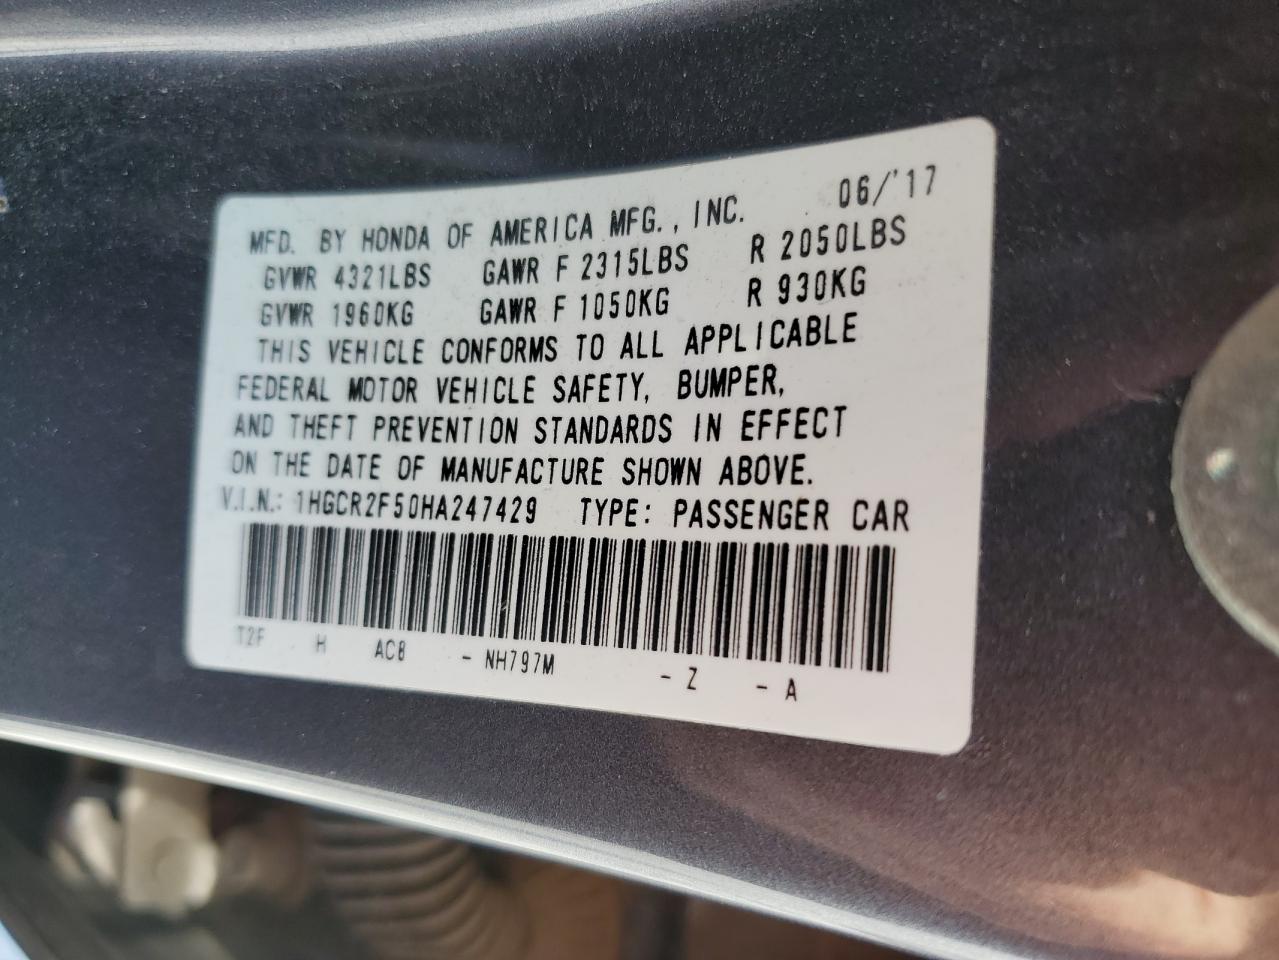 MFD. BY HONDA OF AMERICA MFG., INC. 06/'17
GVWR 4321LBS GAWR F 2315LBS R 2050LBS
GVWR 1960KG GAWR F 1050KG R 930KG
THIS VEHICLE CONFORMS TO ALL APPLICABLE
FEDERAL MOTOR VEHICLE SAFETY, BUMPER,
AND THEFT PREVENTION STANDARDS IN EFFECT
ON THE DATE OF MANUFACTURE SHOWN ABOVE.
V.I.N.: 1HGCR2F50HA247429 TYPE: PASSENGER CAR
T2F H AC8 - NH797M - Z - A